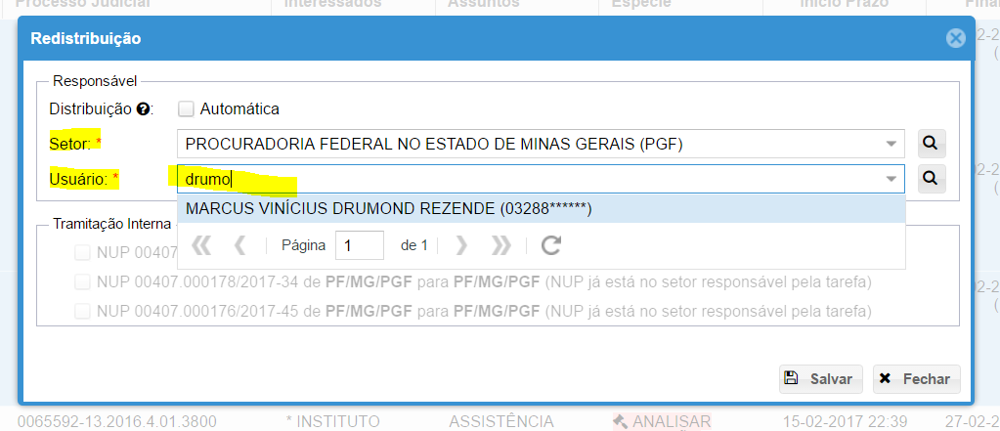 Processo Judicial Interessados Assuntos Espécie Início Prazo Final
Redistribuição
Responsável
Distribuição ?: Automática
Setor: * PROCURADORIA FEDERAL NO ESTADO DE MINAS GERAIS (PGF)
Usuário: * drumo
MARCUS VINÍCIUS DRUMOND REZENDE (03288******)
Página 1 de 1
Tramitação Interna
NUP 00407.
NUP 00407.000178/2017-34 de PF/MG/PGF para PF/MG/PGF (NUP já está no setor responsável pela tarefa)
NUP 00407.000176/2017-45 de PF/MG/PGF para PF/MG/PGF (NUP já está no setor responsável pela tarefa)
Salvar Fechar
0065592-13.2016.4.01.3800 * INSTITUTO ASSISTÊNCIA ANALISAR 15-02-2017 22:39 27-02-2